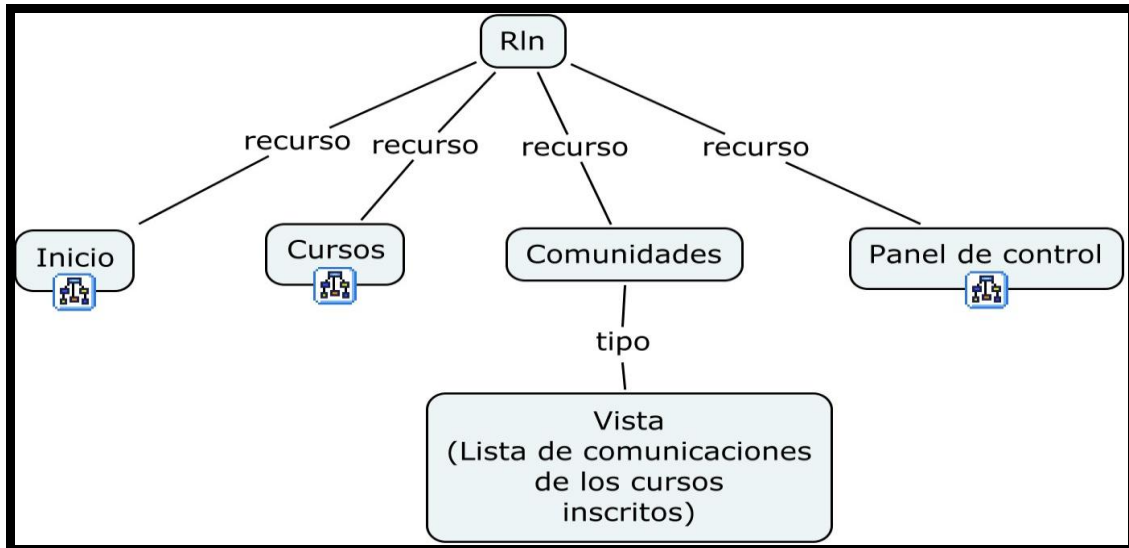 Rln
recurso
recurso
recurso
recurso
Inicio
Cursos
Comunidades
Panel de control
tipo
Vista
(Lista de comunicaciones
de los cursos
inscritos)